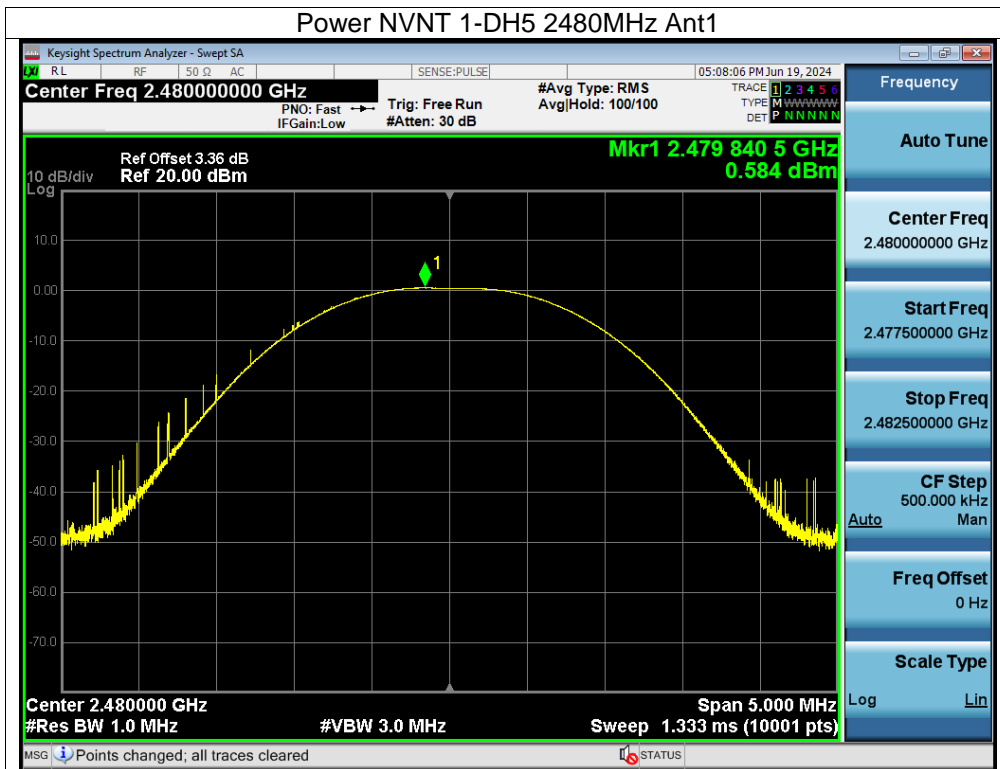 Power NVNT 1-DH5 2480MHz Ant1
Keysight Spectrum Analyzer - Swept SA
LXI RL RF 50 Ω AC SENSE:PULSE 05:08:06 PM Jun 19, 2024
Center Freq 2.480000000 GHz
PNO: Fast
IFGain:Low
Trig: Free Run
#Atten: 30 dB
#Avg Type: RMS
Avg|Hold: 100/100
TRACE 1 2 3 4 5 6
TYPE M WWWWW
DET P N N N N N
Mkr1 2.479 840 5 GHz
0.584 dBm
Ref Offset 3.36 dB
10 dB/div Ref 20.00 dBm
Log
10.0
0.00
-10.0
-20.0
-30.0
-40.0
-50.0
-60.0
-70.0
1
Center 2.480000 GHz Span 5.000 MHz
#Res BW 1.0 MHz #VBW 3.0 MHz Sweep 1.333 ms (10001 pts)
MSG Points changed; all traces cleared STATUS
Frequency
Auto Tune
Center Freq
2.480000000 GHz
Start Freq
2.477500000 GHz
Stop Freq
2.482500000 GHz
CF Step
500.000 kHz
Auto Man
Freq Offset
0 Hz
Scale Type
Log Lin